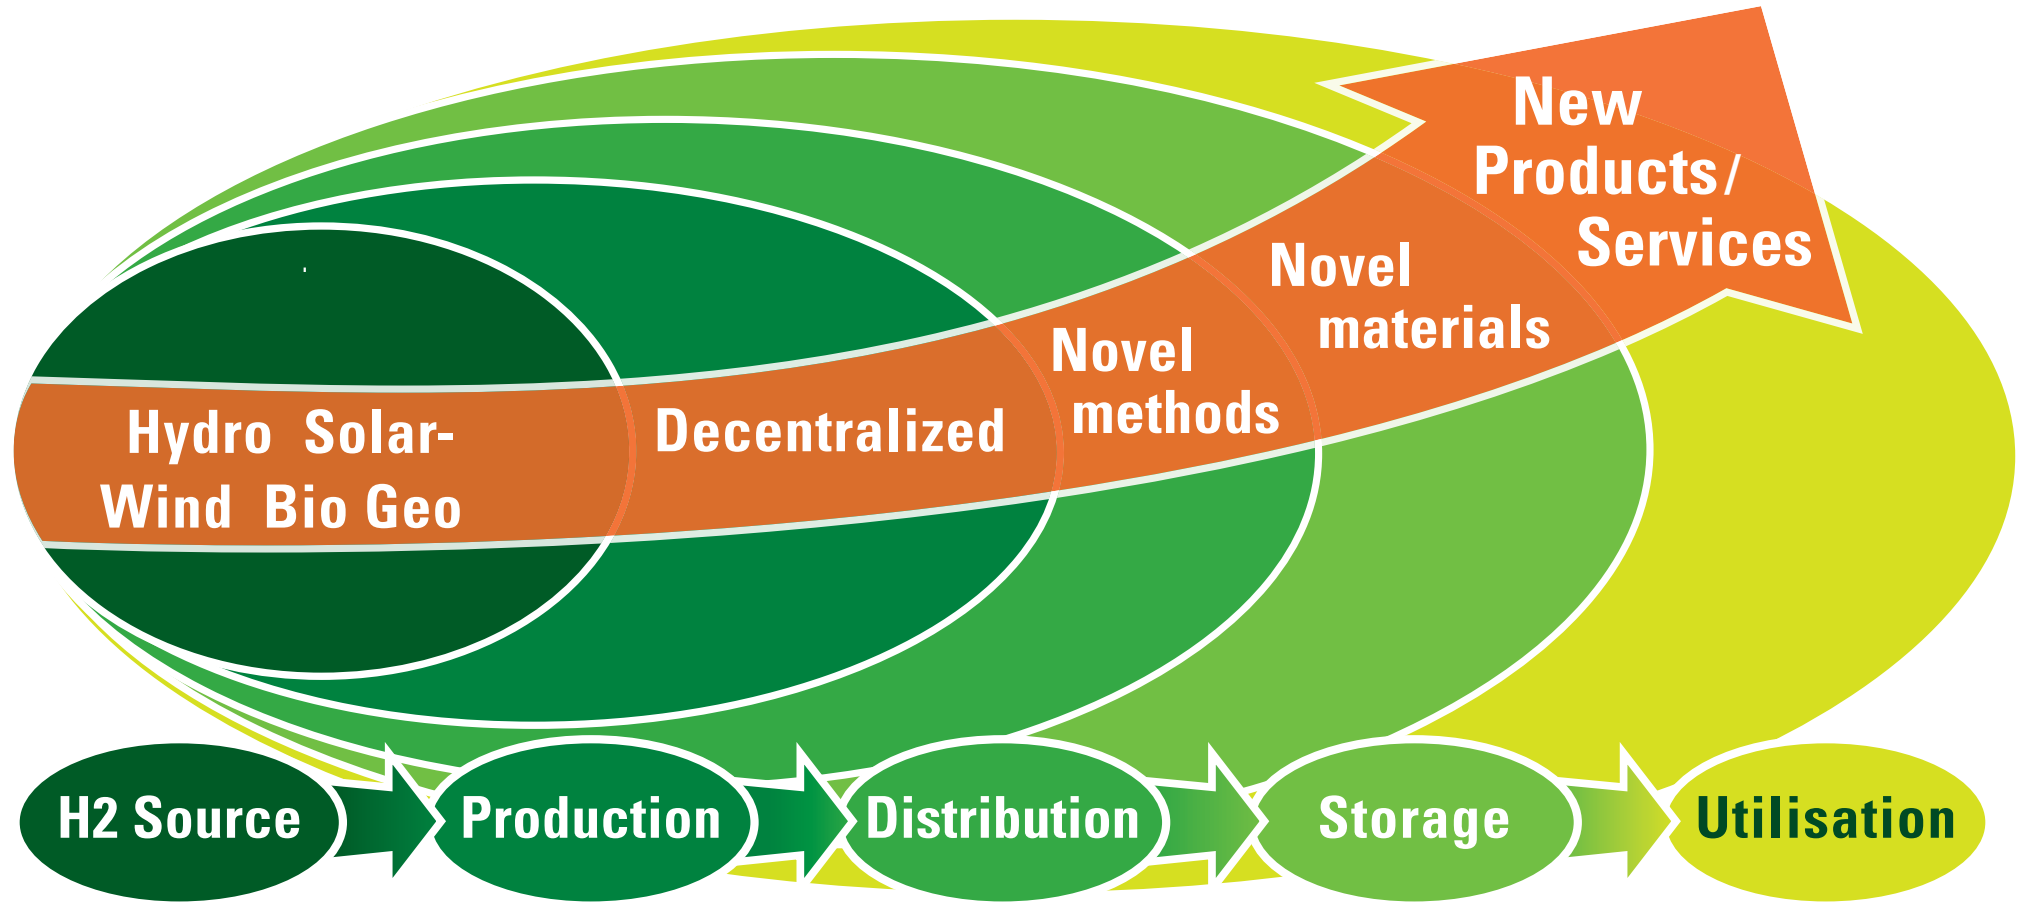 New
Products/
Services
Novel
materials
Novel
methods
Decentralized
Hydro Solar-
Wind Bio Geo
H2 Source
Production
Distribution
Storage
Utilisation